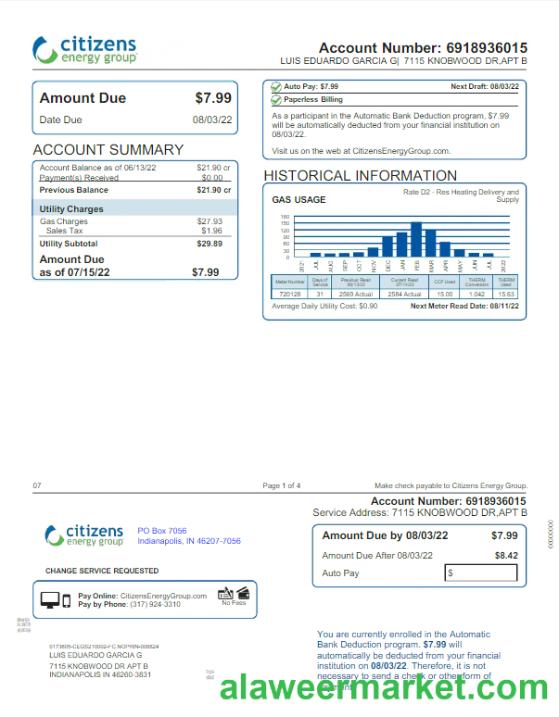 citizens
energy group
Account Number: 6918936015
LUIS EDUARDO GARCIA G| 7115 KNOBWOOD DR,APT B
Amount Due $7.99
Date Due 08/03/22
Auto Pay: $7.99 Next Draft: 08/03/22
Paperless Billing
As a participant in the Automatic Bank Deduction program, $7.99
will be automatically deducted from your financial institution on
08/03/22.
Visit us on the web at CitizensEnergyGroup.com.
ACCOUNT SUMMARY
Account Balance as of 06/13/22 $21.90 cr
Payment(s) Received $0.00
Previous Balance $21.90 cr
Utility Charges
Gas Charges $27.93
Sales Tax $1.96
Utility Subtotal $29.89
Amount Due
as of 07/15/22 $7.99
HISTORICAL INFORMATION
Rate D2 - Res Heating Delivery and
Supply
GAS USAGE
180
150
120
90
60
30
0
2021 JUL AUG SEP OCT NOV DEC JAN FEB MAR APR MAY JUN JUL 2022
Meter Number Days of Service Previous Read Current Read CCF Used THERM Conversion THERM Used
720128 31 2569 Actual 2584 Actual 15.00 1.042 15.63
Average Daily Utility Cost: $0.90 Next Meter Read Date: 08/11/22
07 Page 1 of 4 Make check payable to Citizens Energy Group.
Account Number: 6918936015
Service Address: 7115 KNOBWOOD DR,APT B
citizens
energy group
PO Box 7056
Indianapolis, IN 46207-7056
Amount Due by 08/03/22 $7.99
Amount Due After 08/03/22 $8.42
Auto Pay $
CHANGE SERVICE REQUESTED
Pay Online: CitizensEnergyGroup.com
Pay by Phone: (317) 924-3310
No Fees
LUIS EDUARDO GARCIA G
7115 KNOBWOOD DR APT B
INDIANAPOLIS IN 46260-3831
You are currently enrolled in the Automatic
Bank Deduction program. $7.99 will
automatically be deducted from your financial
institution on 08/03/22. Therefore, it is not
necessary to send a check or other form of
alaweermarket.com